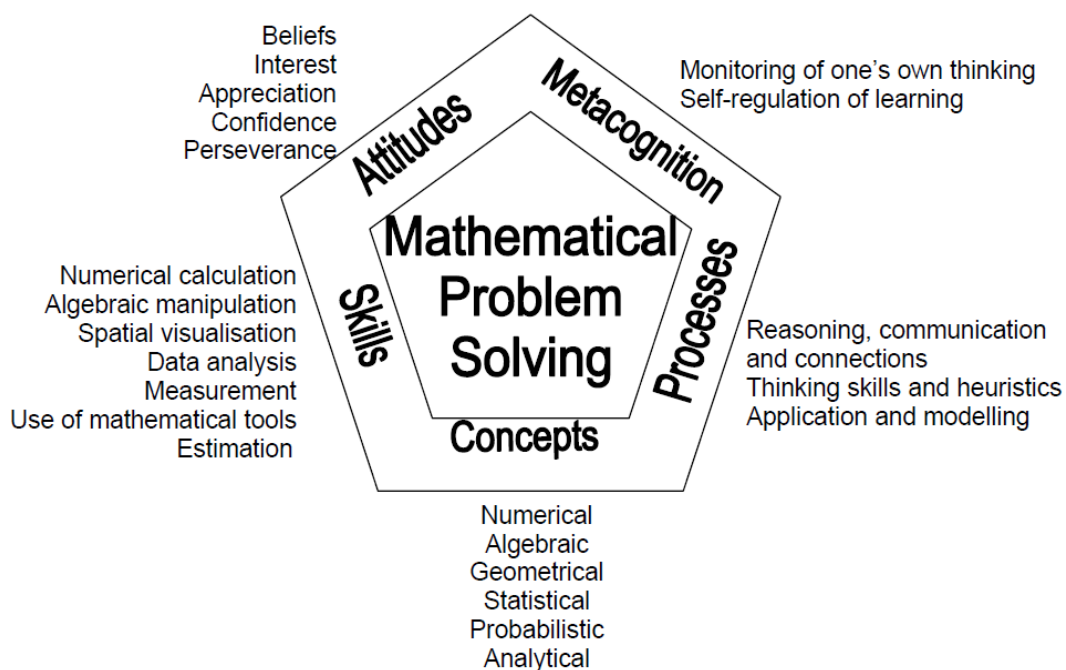 Beliefs
Interest
Appreciation
Confidence
Perseverance
Attitudes
Metacognition
Monitoring of one's own thinking
Self-regulation of learning
Mathematical
Problem
Solving
Numerical calculation
Algebraic manipulation
Spatial visualisation
Data analysis
Measurement
Use of mathematical tools
Estimation
Skills
Processes
Reasoning, communication
and connections
Thinking skills and heuristics
Application and modelling
Concepts
Numerical
Algebraic
Geometrical
Statistical
Probabilistic
Analytical